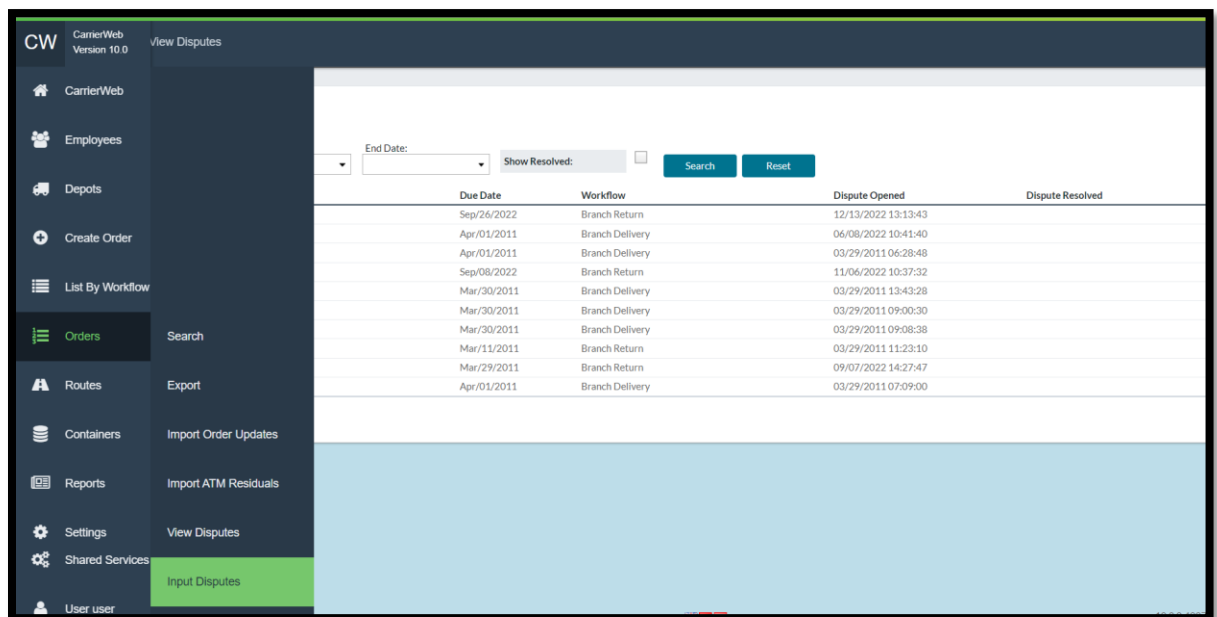 CW
CarrierWeb
Version 10.0
View Disputes
CarrierWeb
Employees
Depots
Create Order
List By Workflow
Orders
Routes
Containers
Reports
Settings
Shared Services
User user
Search
Export
Import Order Updates
Import ATM Residuals
View Disputes
Input Disputes
End Date:
Show Resolved:
Search
Reset
Due Date Workflow Dispute Opened Dispute Resolved
Sep/26/2022 Branch Return 12/13/2022 13:13:43
Apr/01/2011 Branch Delivery 06/08/2022 10:41:40
Apr/01/2011 Branch Delivery 03/29/2011 06:28:48
Sep/08/2022 Branch Return 11/06/2022 10:37:32
Mar/30/2011 Branch Delivery 03/29/2011 13:43:28
Mar/30/2011 Branch Delivery 03/29/2011 09:00:30
Mar/30/2011 Branch Delivery 03/29/2011 09:08:38
Mar/11/2011 Branch Return 03/29/2011 11:23:10
Mar/29/2011 Branch Return 09/07/2022 14:27:47
Apr/01/2011 Branch Delivery 03/29/2011 07:09:00